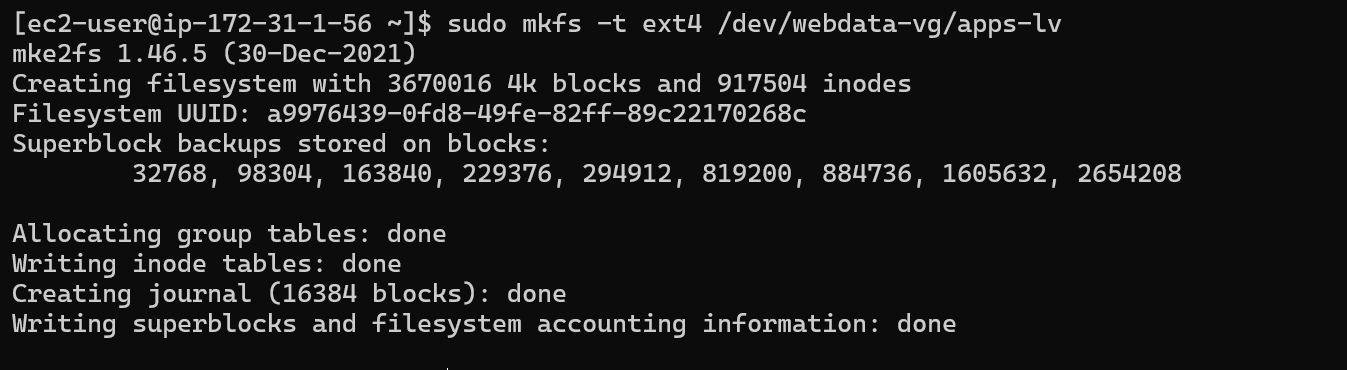 [ec2-user@ip-172-31-1-56 ~]$ sudo mkfs -t ext4 /dev/webdata-vg/apps-lv
mke2fs 1.46.5 (30-Dec-2021)
Creating filesystem with 3670016 4k blocks and 917504 inodes
Filesystem UUID: a9976439-0fd8-49fe-82ff-89c22170268c
Superblock backups stored on blocks:
        32768, 98304, 163840, 229376, 294912, 819200, 884736, 1605632, 2654208

Allocating group tables: done
Writing inode tables: done
Creating journal (16384 blocks): done
Writing superblocks and filesystem accounting information: done